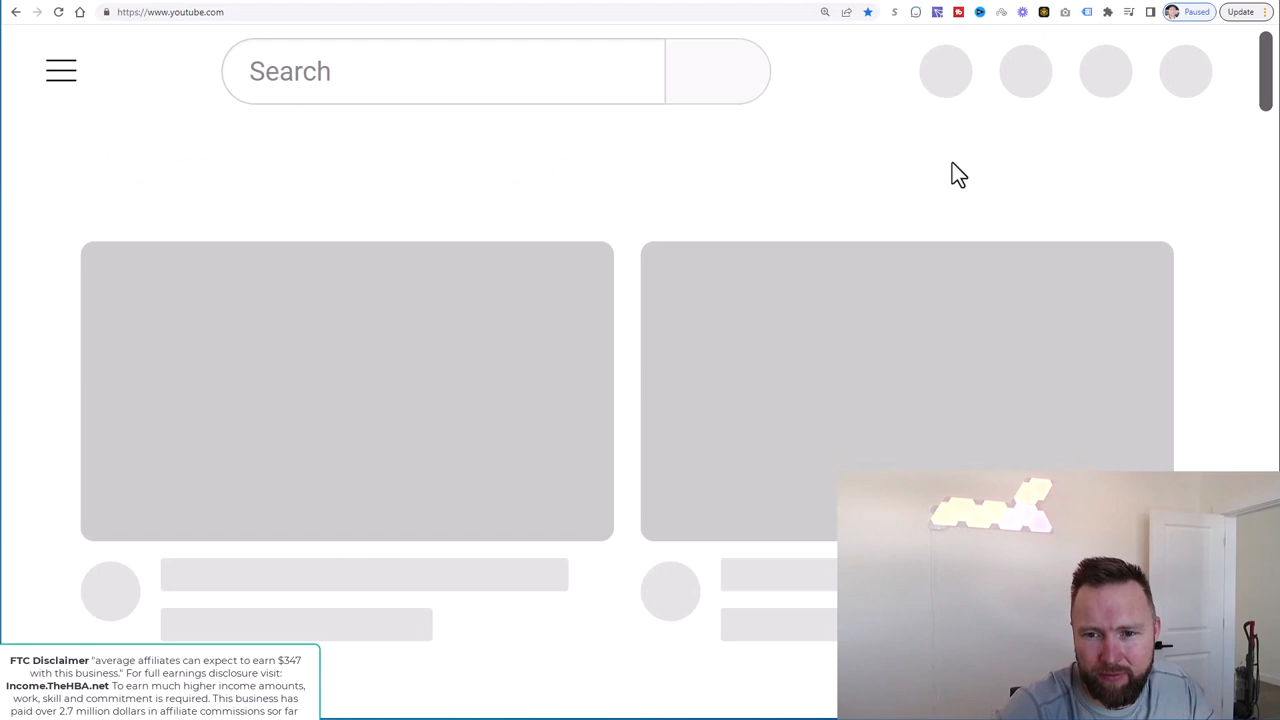 https://www.youtube.com
Paused
Update
Search
FTC Disclaimer "average affiliates can expect to earn $347
with this business." For full earnings disclosure visit:
Income.TheHBA.net To earn much higher income amounts,
work, skill and commitment is required. This business has
paid over 2.7 million dollars in affiliate commissions sor far